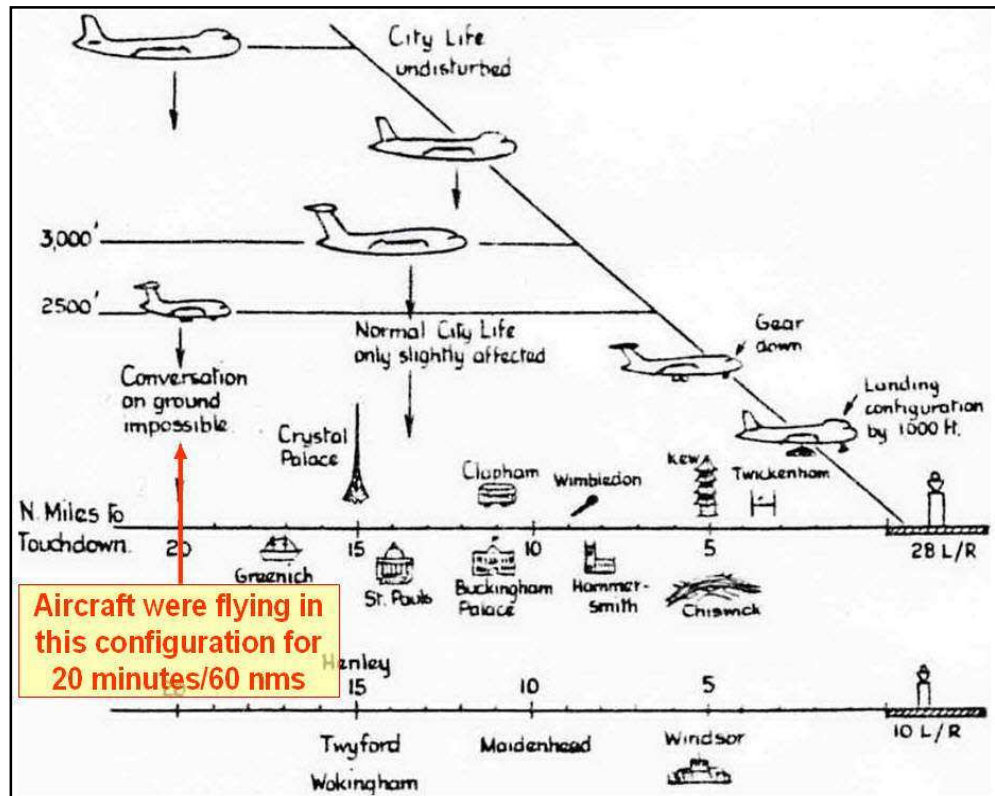 City Life
undisturbed
3,000'
2500'
Normal City Life
only slightly affected
Gear
down
Conversation
on ground
impossible.
Landing
configuration
by 1000 Ft.
Crystal
Palace
Clapham
Wimbledon
Kew
Twickenham
N. Miles to
Touchdown.
20
15
10
5
28 L/R
Greenich
St. Pauls
Buckingham
Palace
Hammer-
smith
Chiswick
Aircraft were flying in
this configuration for
20 minutes/60 nms
Henley
20
15
10
5
10 L/R
Twyford
Wokingham
Maidenhead
Windsor